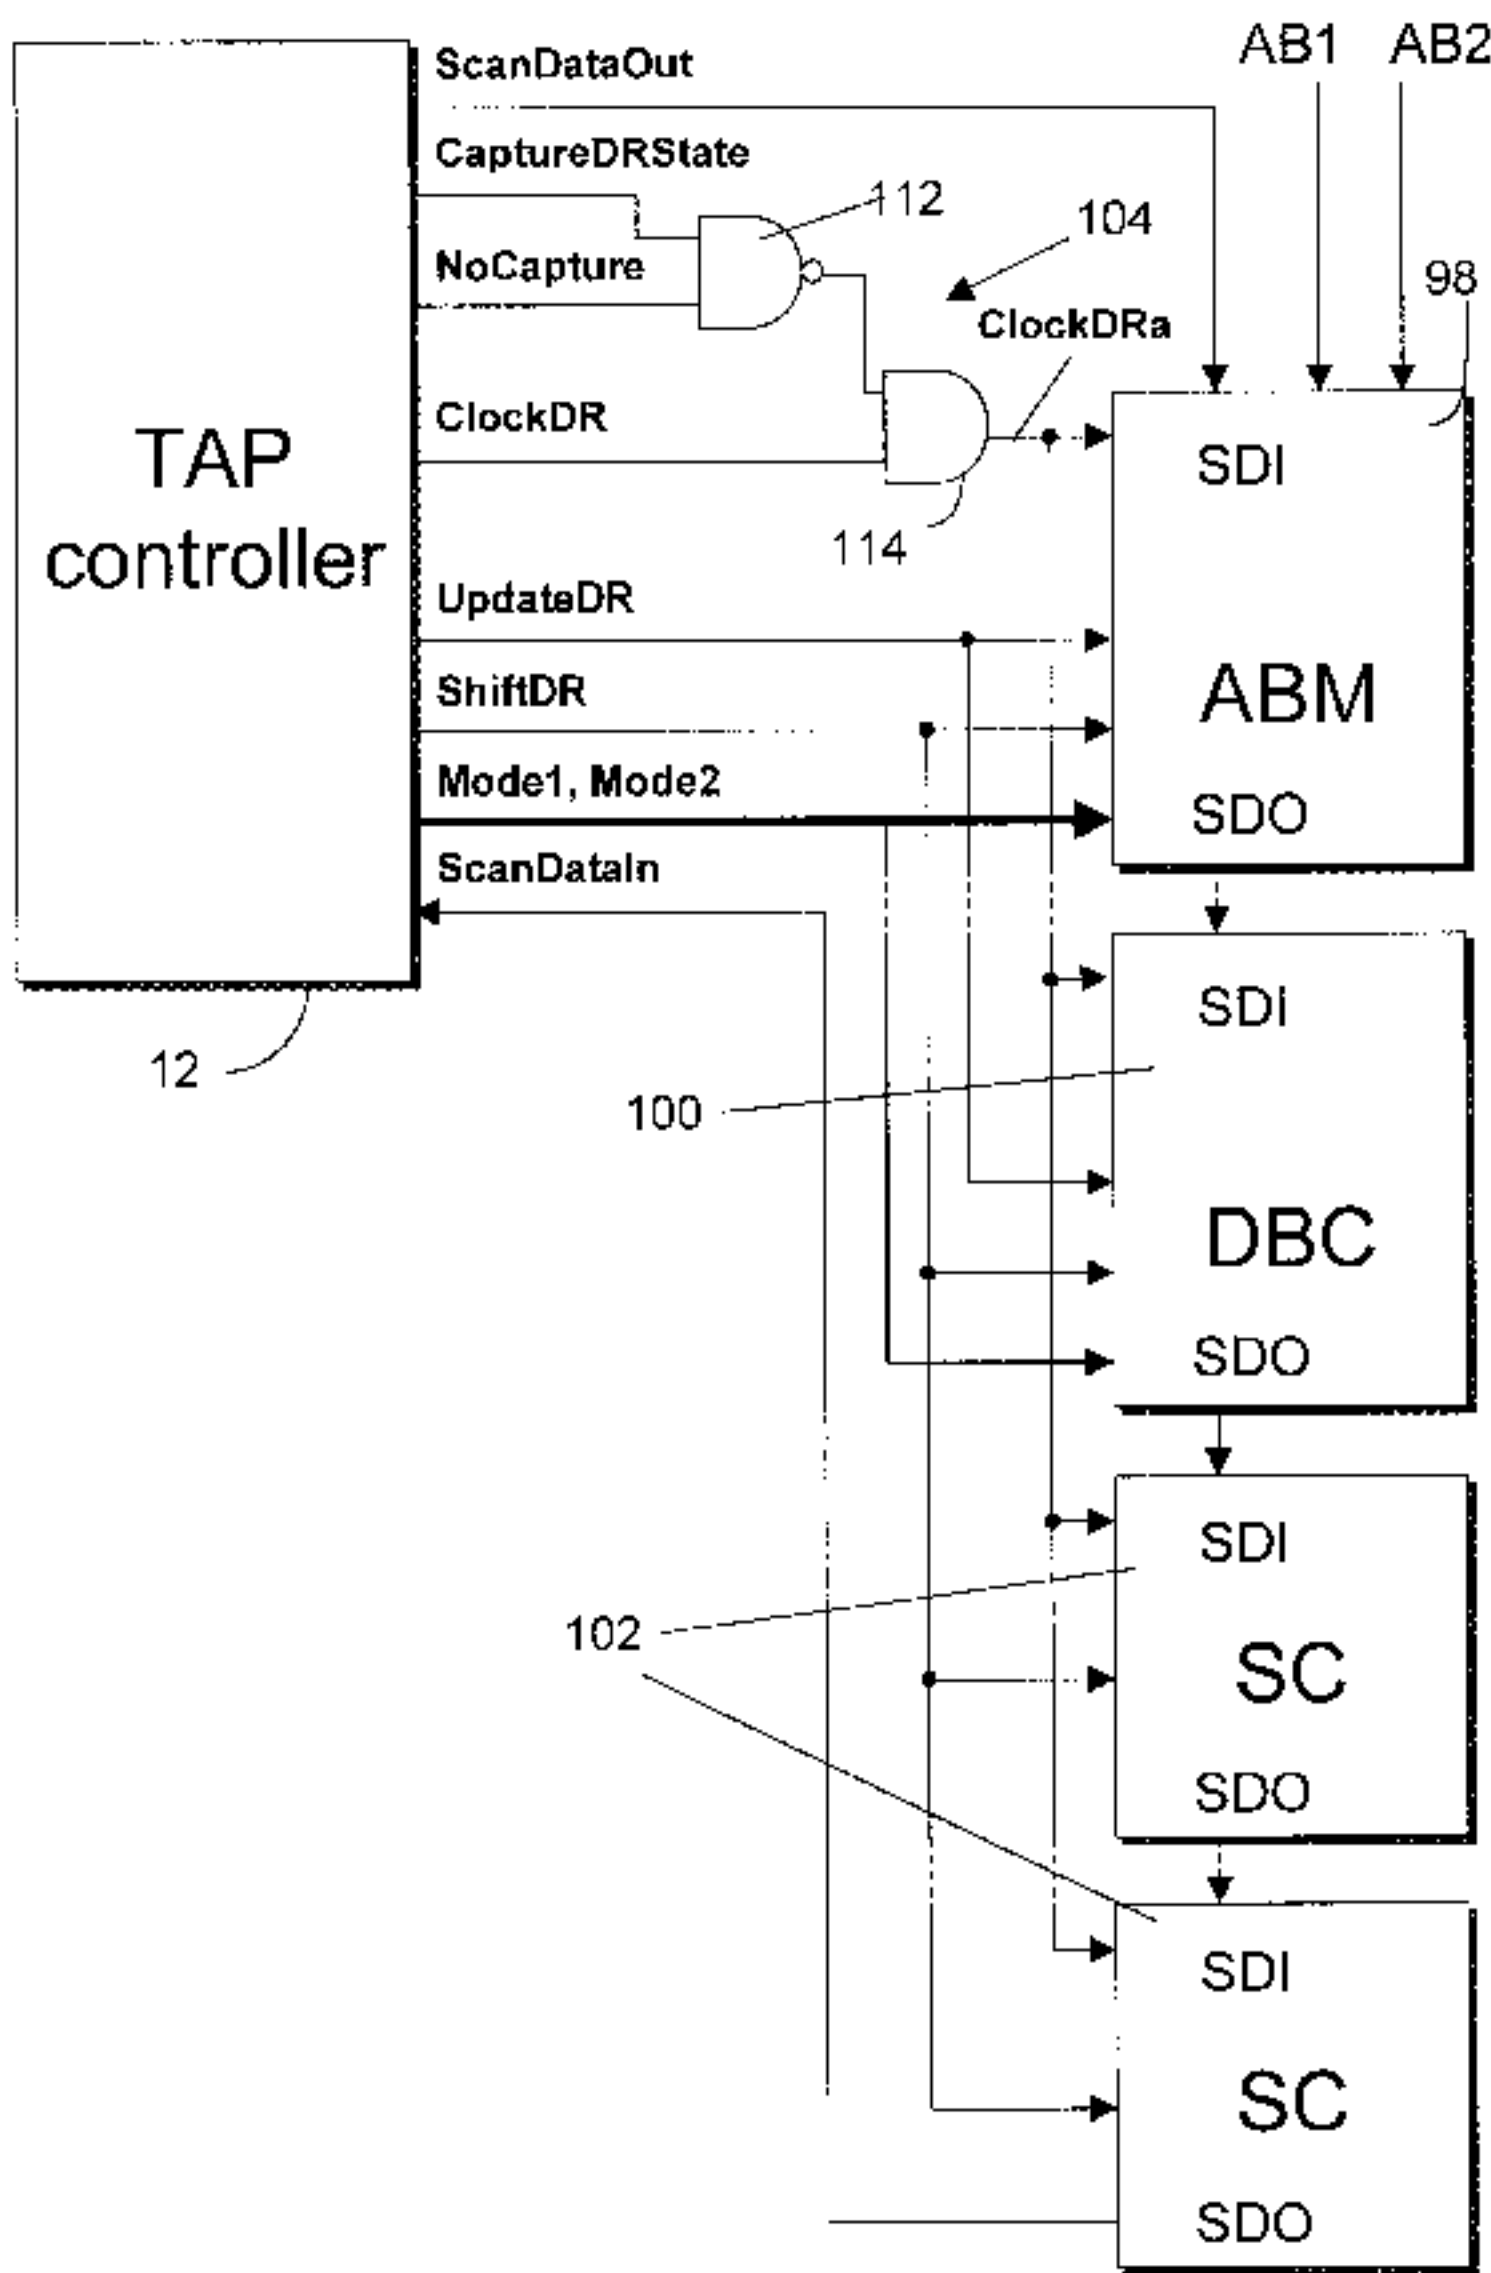 ScanDataOut
AB1 AB2
CaptureDRState
112
104
NoCapture
98
ClockDRa
ClockDR
TAP
controller
SDI
114
UpdateDR
ShiftDR
ABM
Mode1, Mode2
SDO
ScanDataIn
SDI
12
100
DBC
SDO
SDI
102
SC
SDO
SDI
SC
SDO